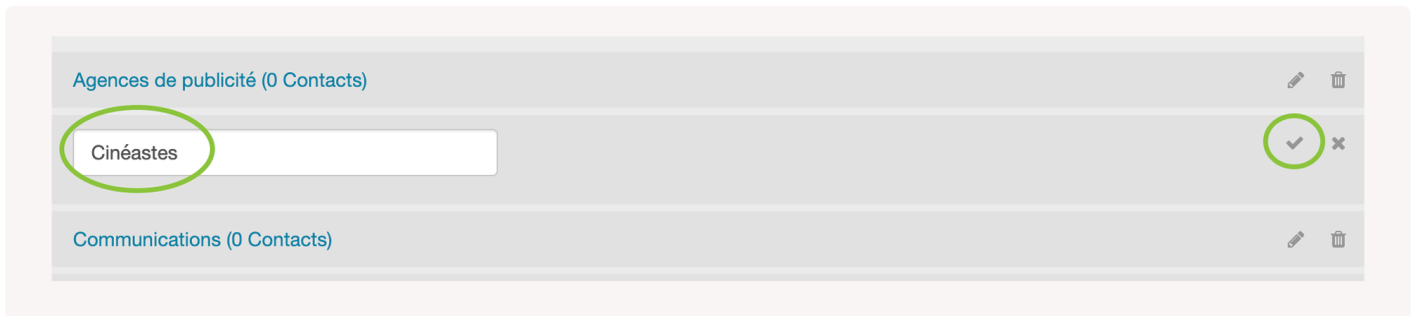 Agences de publicité (0 Contacts)
Cinéastes
Communications (0 Contacts)